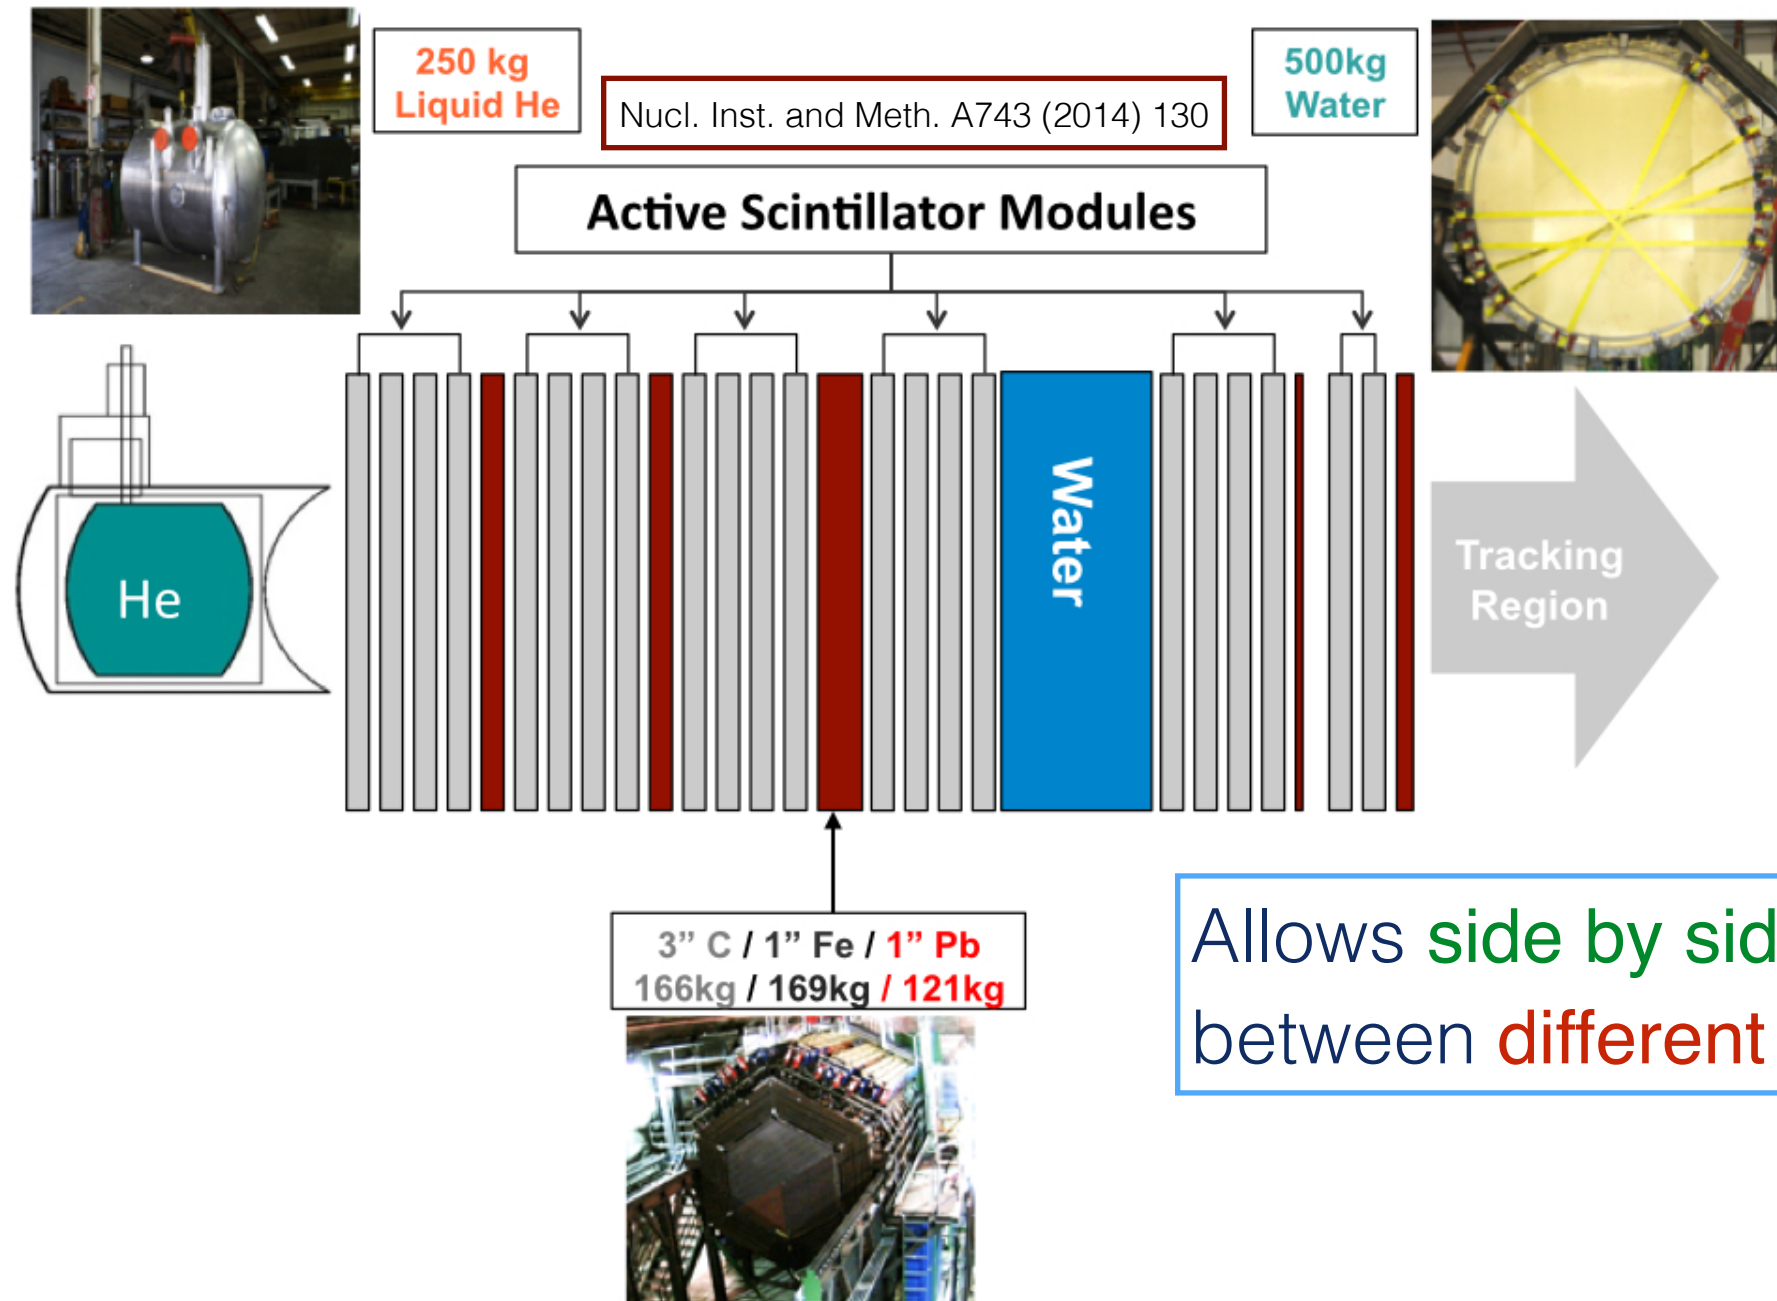 250 kg
Liquid He
Nucl. Inst. and Meth. A743 (2014) 130
500kg
Water
Active Scintillator Modules
He
Water
Tracking
Region
3” C / 1” Fe / 1” Pb
166kg / 169kg / 121kg
Allows side by sid
between different